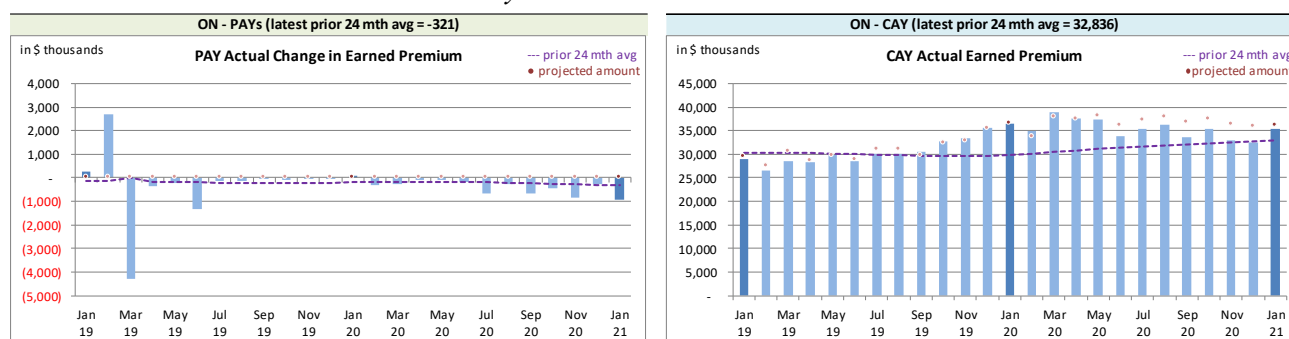 ON - PAYs (latest prior 24 mth avg = -321)
in $ thousands
PAY Actual Change in Earned Premium
--- prior 24 mth avg
• projected amount
4,000
3,000
2,000
1,000
-
(1,000)
(2,000)
(3,000)
(4,000)
(5,000)
Jan 19 Mar 19 May 19 Jul 19 Sep 19 Nov 19 Jan 20 Mar 20 May 20 Jul 20 Sep 20 Nov 20 Jan 21
ON - CAY (latest prior 24 mth avg = 32,836)
in $ thousands
CAY Actual Earned Premium
--- prior 24 mth avg
• projected amount
45,000
40,000
35,000
30,000
25,000
20,000
15,000
10,000
5,000
-
Jan 19 Mar 19 May 19 Jul 19 Sep 19 Nov 19 Jan 20 Mar 20 May 20 Jul 20 Sep 20 Nov 20 Jan 21